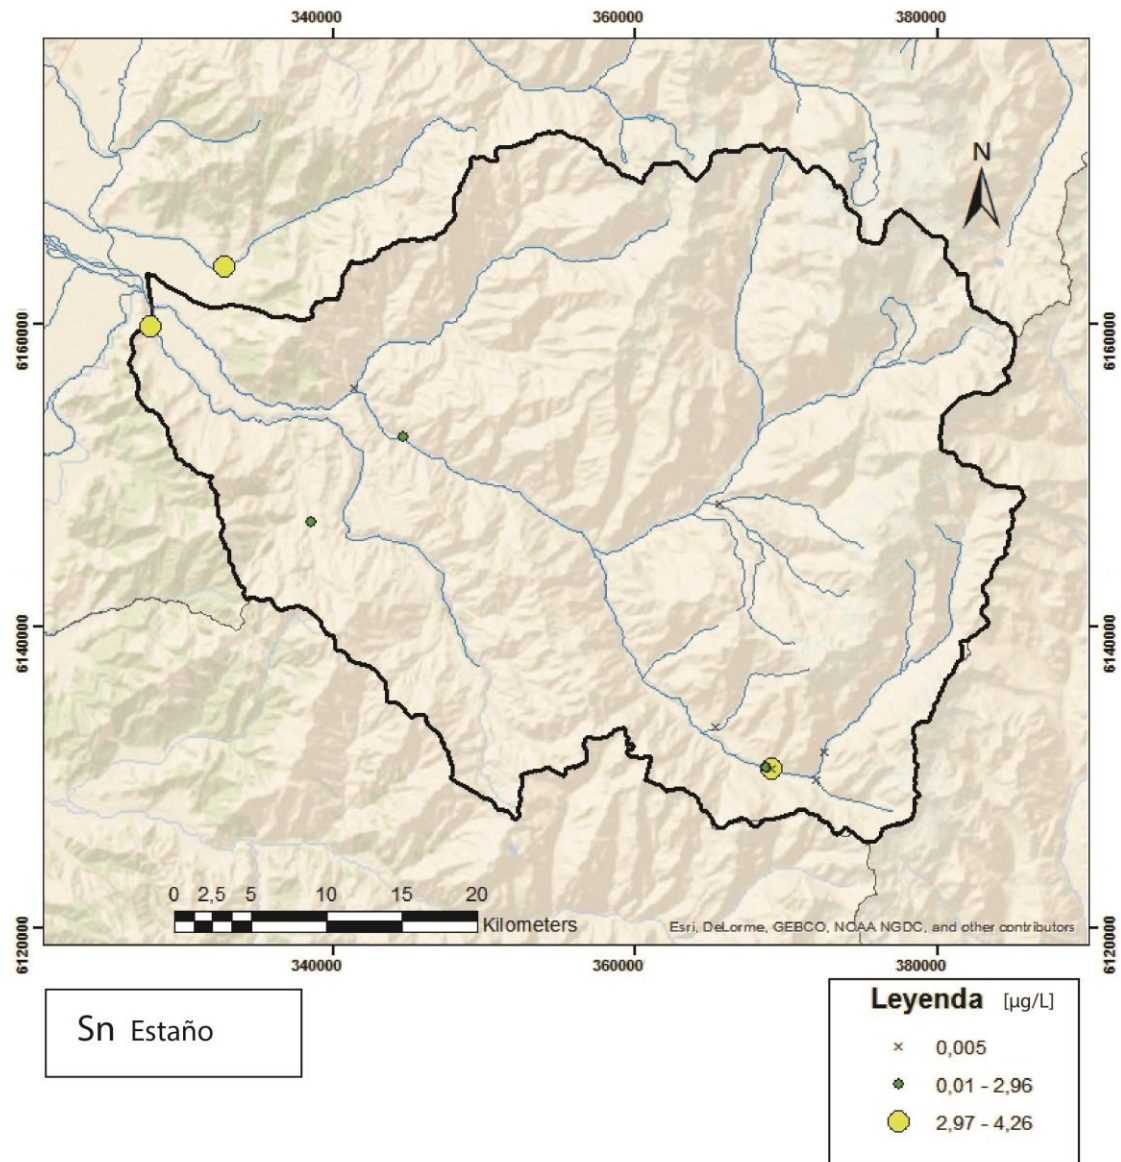 340000 360000 380000
N
6160000 6160000
6140000 6140000
0 2,5 5 10 15 20
Kilometers
Esri, DeLorme, GEBCO, NOAA NGDC, and other contributors
6120000 6120000
340000 360000 380000
Sn Estaño
Leyenda [µg/L]
0,005
0,01 - 2,96
2,97 - 4,26